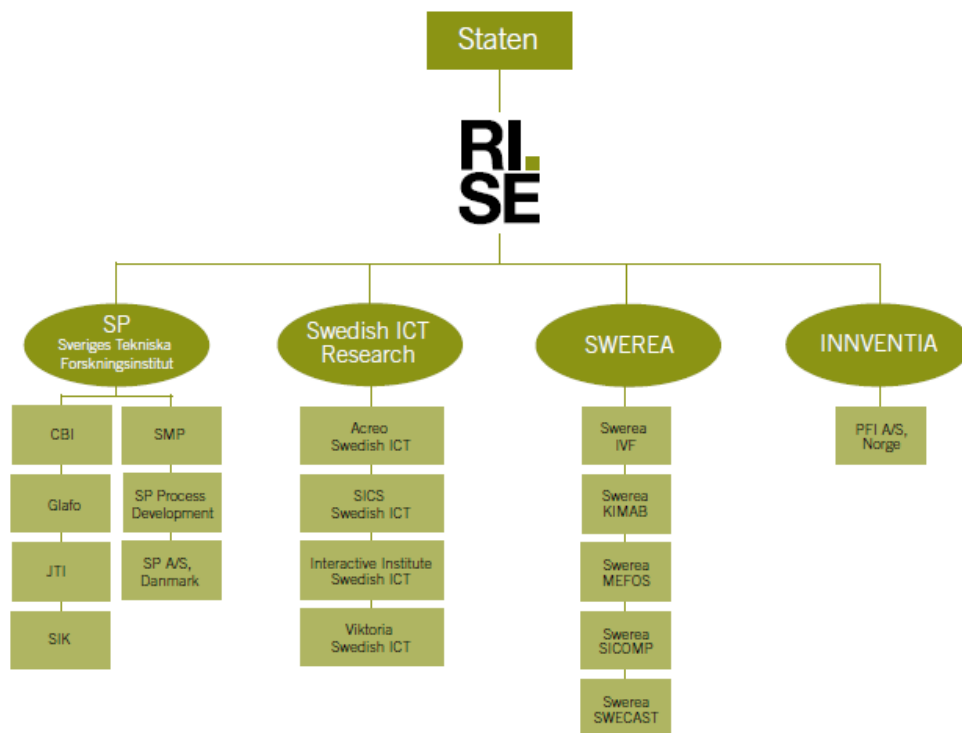 Staten
RI.
SE
SP
Sveriges Tekniska
Forskningsinstitut
Swedish ICT
Research
SWEREA
INNVENTIA
CBI
Glafo
JTI
SIK
SMP
SP Process
Development
SP A/S,
Danmark
Acreo
Swedish ICT
SICS
Swedish ICT
Interactive Institute
Swedish ICT
Viktoria
Swedish ICT
Swerea
IVF
Swerea
KIMAB
Swerea
MEFOS
Swerea
SICOMP
Swerea
SWECAST
PFI A/S,
Norge